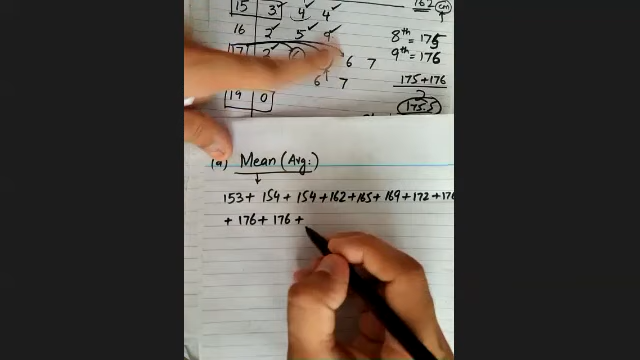 162 cm
15 3 4 4
16 2 5 9
8th = 175
17 2 6 7
9th = 176
6 7
175+176
2
19 0
175.5
(a) Mean (Avg:)
153 + 154 + 154 + 162 + 165 + 169 + 172 + 176
+ 176 + 176 +